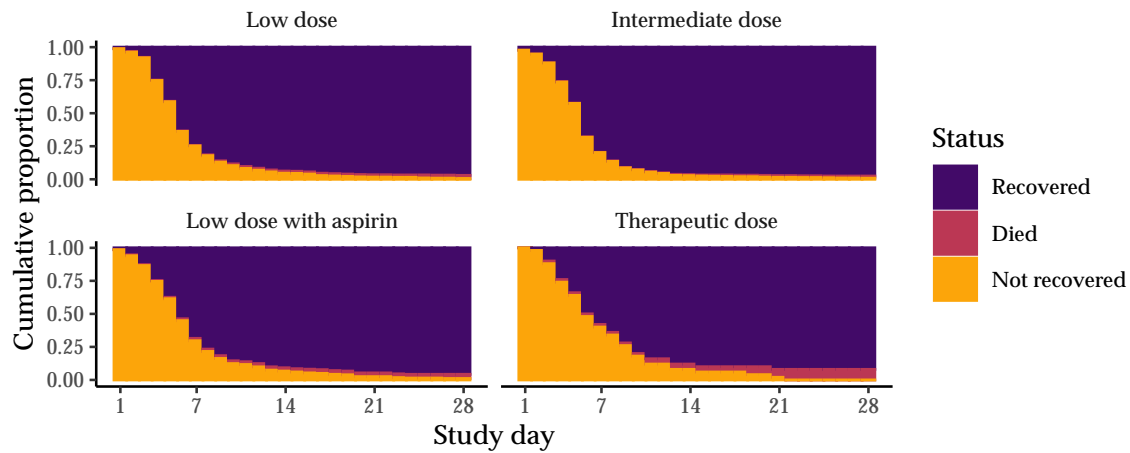 Low dose
Intermediate dose
Cumulative proportion
1.00
0.75
0.50
0.25
0.00
Low dose with aspirin
Therapeutic dose
1.00
0.75
0.50
0.25
0.00
1 7 14 21 28
1 7 14 21 28
Study day
Status
Recovered
Died
Not recovered